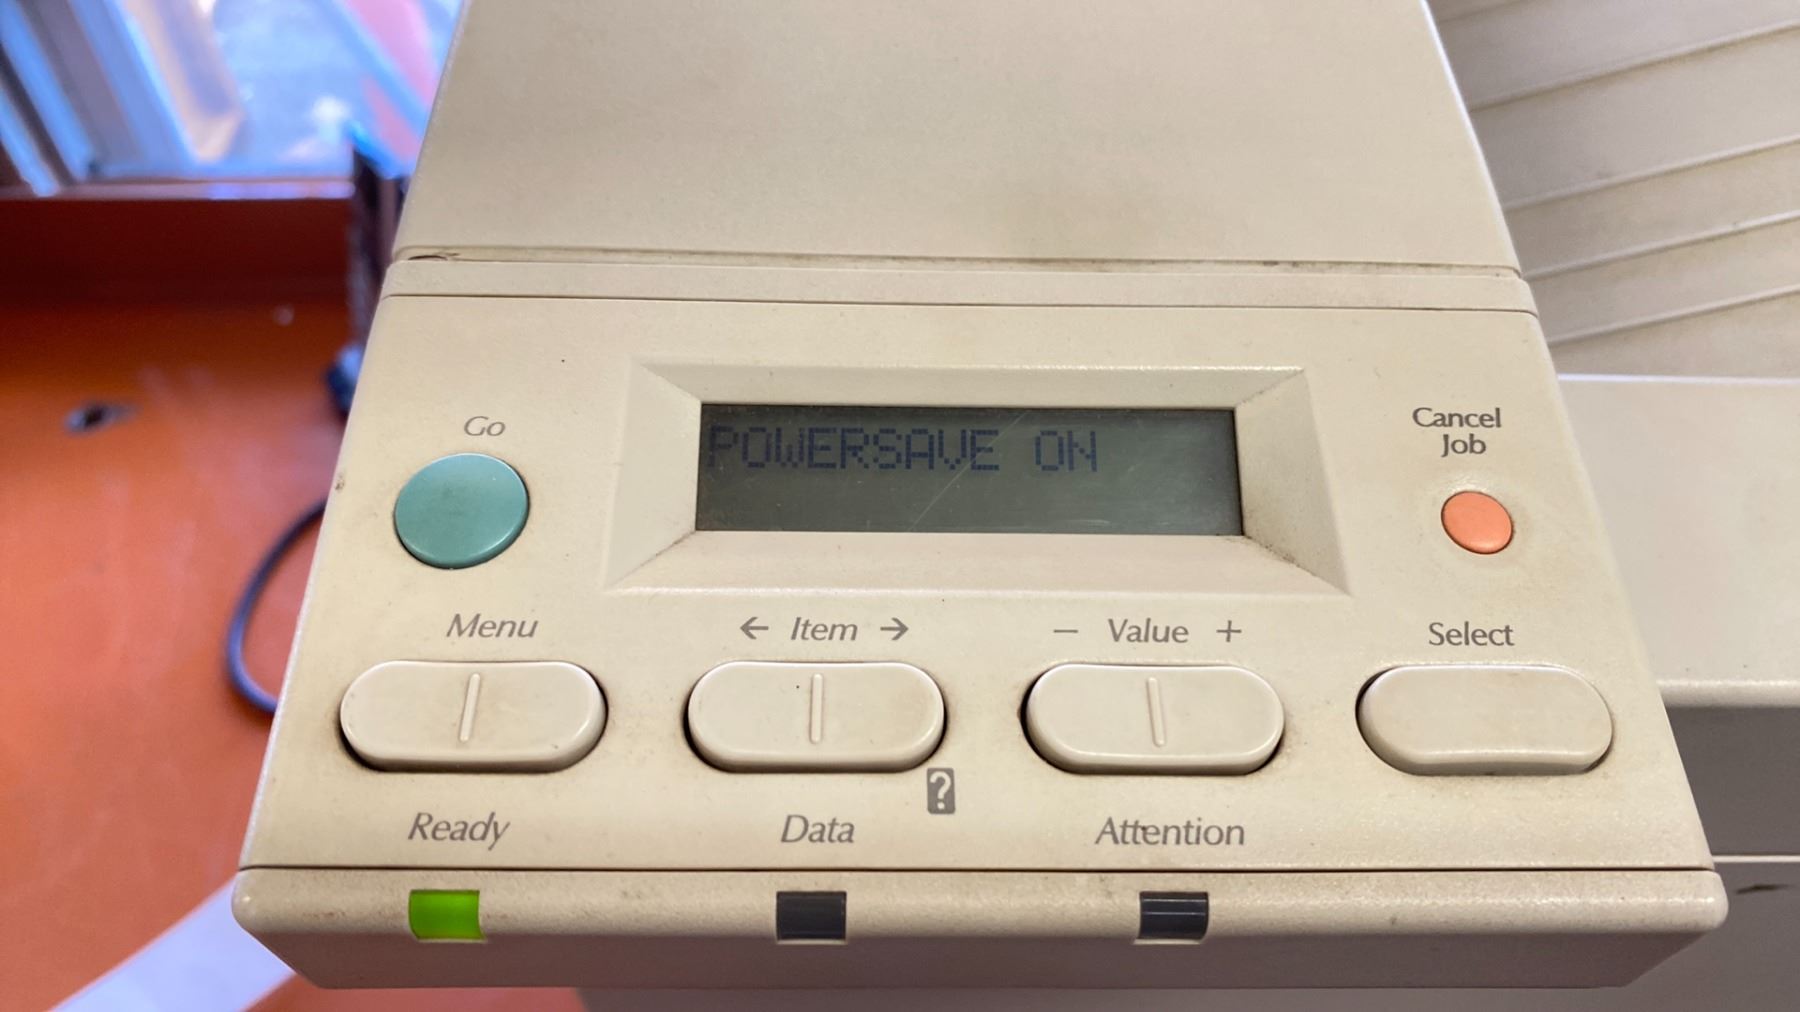 POWERSAVE ON
Go
Cancel
Job
Menu
← Item →
− Value +
Select
?
Ready
Data
Attention